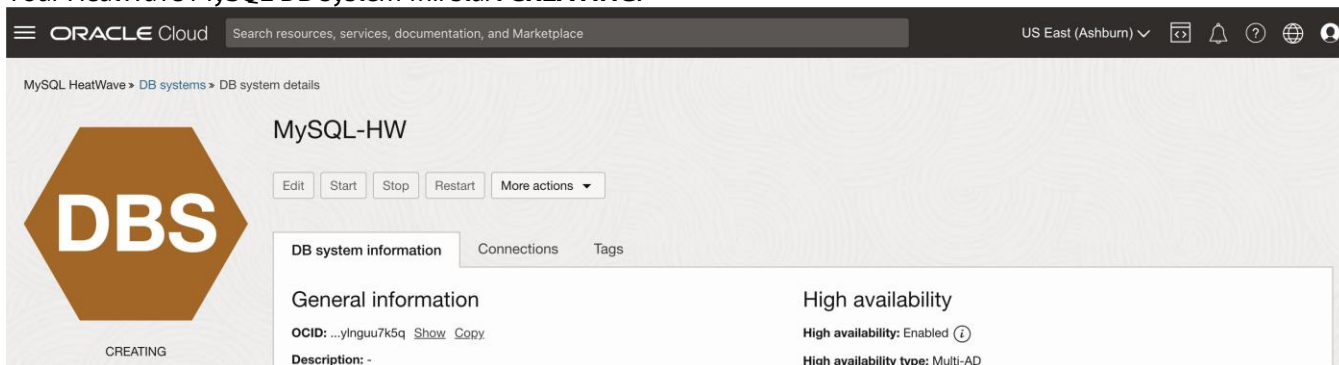 Your HeatWave MySQL DB System will start CREATING.
ORACLE Cloud
Search resources, services, documentation, and Marketplace
US East (Ashburn)
MySQL HeatWave » DB systems » DB system details
MySQL-HW
Edit Start Stop Restart More actions
DBS
DB system information Connections Tags
General information
High availability
OCID: ...ylnguu7k5q Show Copy
High availability: Enabled
CREATING
Description: -
High availability type: Multi-AD